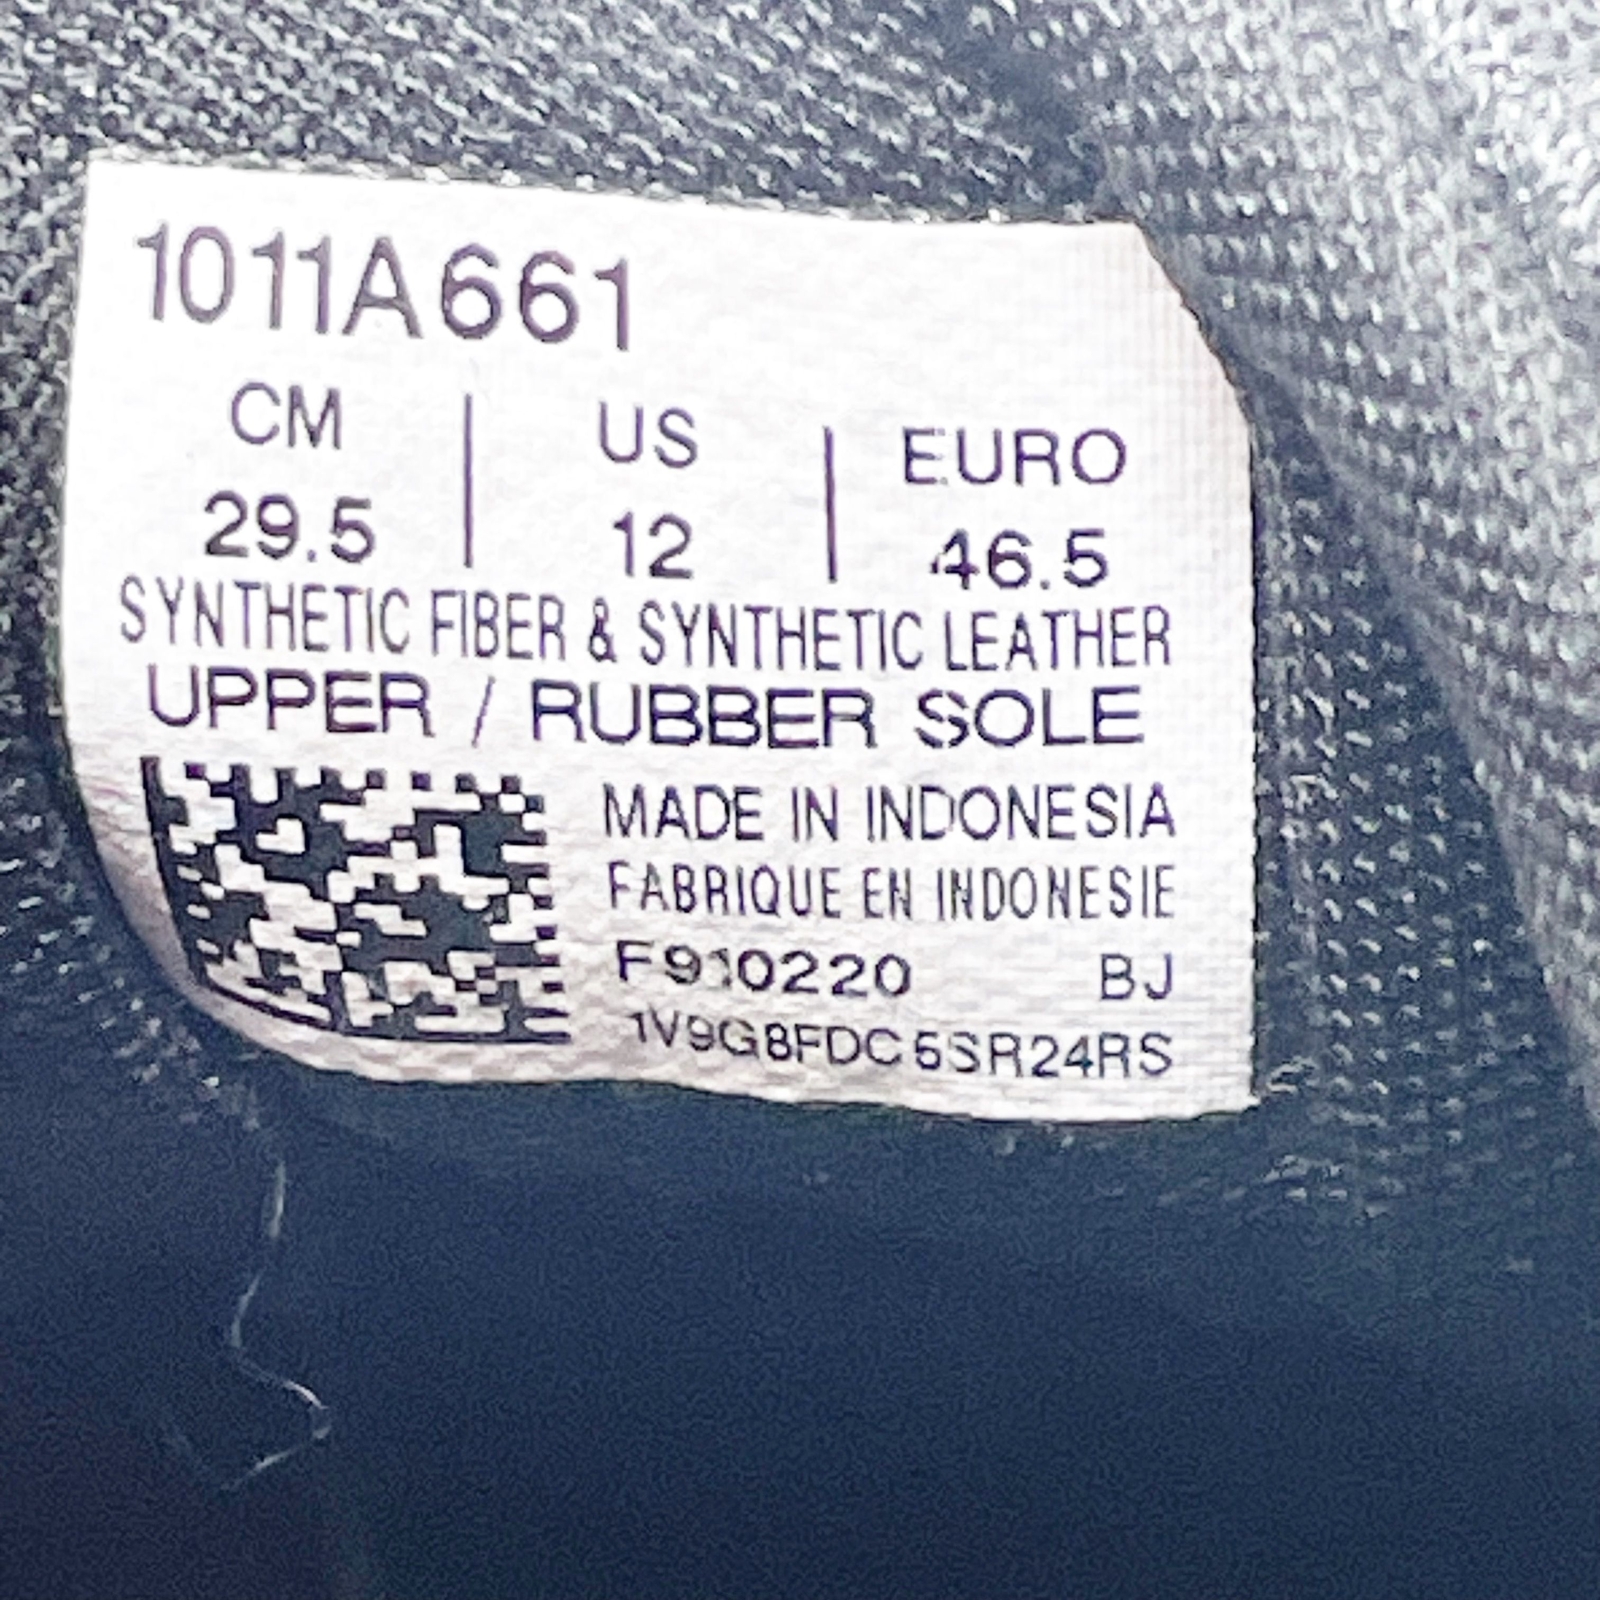 1011A661
CM | US | EURO
29.5 | 12 | 46.5
SYNTHETIC FIBER & SYNTHETIC LEATHER
UPPER / RUBBER SOLE
MADE IN INDONESIA
FABRIQUE EN INDONESIE
F910220 BJ
1V9G8FDC5SR24RS